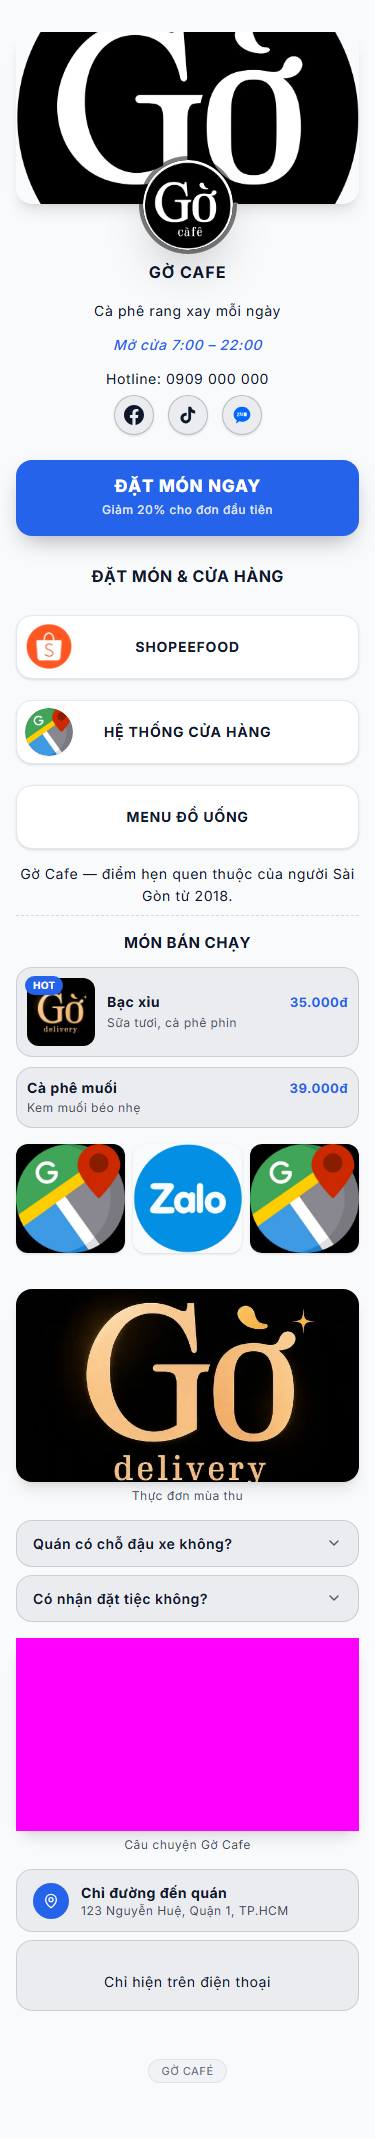 Gờ
Gờ
càfê
GỜ CAFE
Cà phê rang xay mỗi ngày
Mở cửa 7:00 – 22:00
Hotline: 0909 000 000
ĐẶT MÓN NGAY
Giảm 20% cho đơn đầu tiên
ĐẶT MÓN & CỬA HÀNG
S
SHOPEEFOOD
G
HỆ THỐNG CỬA HÀNG
MENU ĐỒ UỐNG
Gờ Cafe — điểm hẹn quen thuộc của người Sài
Gòn từ 2018.
MÓN BÁN CHẠY
HOT
Gờ
delivery
Bạc xỉu
35.000đ
Sữa tươi, cà phê phin
Cà phê muối
39.000đ
Kem muối béo nhẹ
G
Zalo
G
Gờ
delivery
Thực đơn mùa thu
Quán có chỗ đậu xe không?
Có nhận đặt tiệc không?
Câu chuyện Gờ Cafe
Chỉ đường đến quán
123 Nguyễn Huệ, Quận 1, TP.HCM
Chỉ hiện trên điện thoại
GỜ CAFÉ